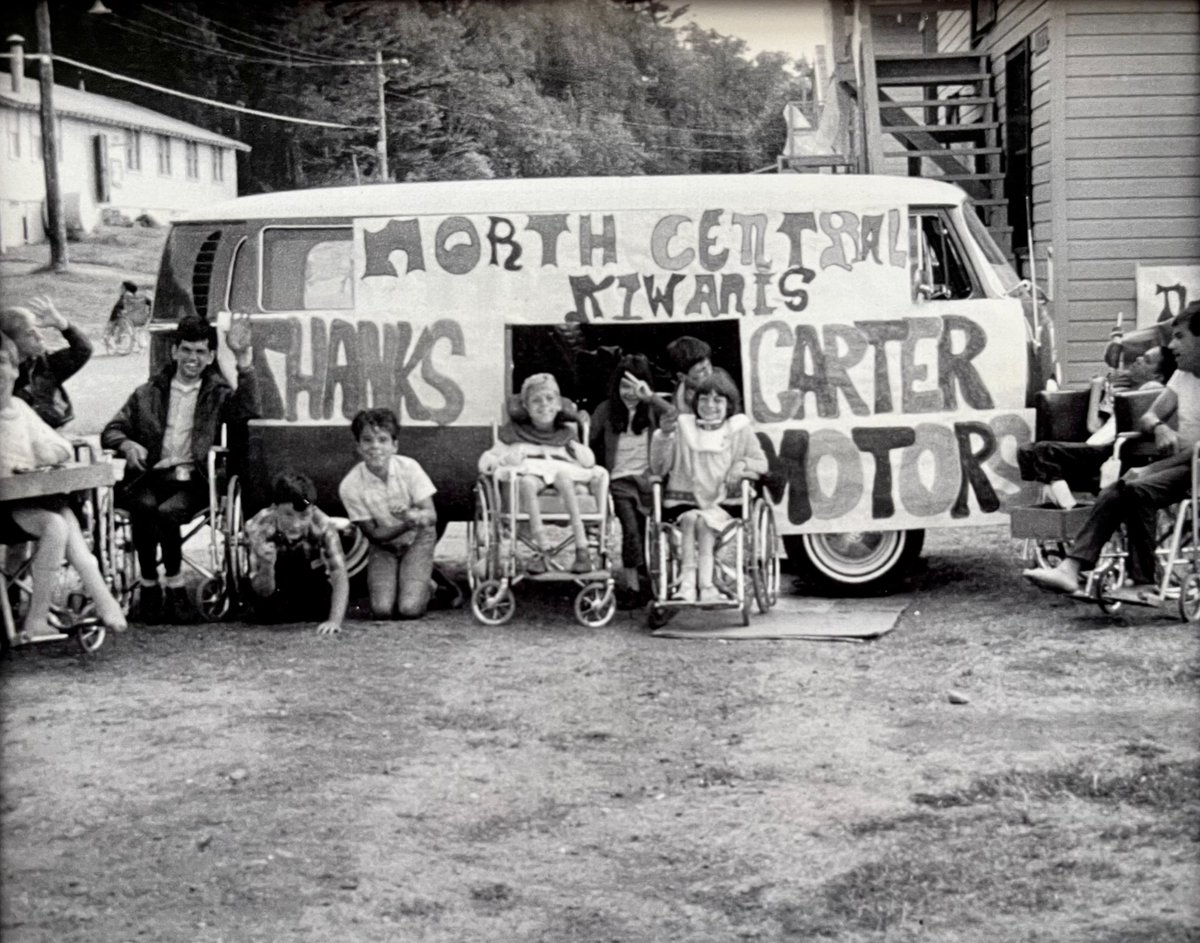 NORTH CENTRAL
KIWANIS
THANKS CARTER
MOTORS